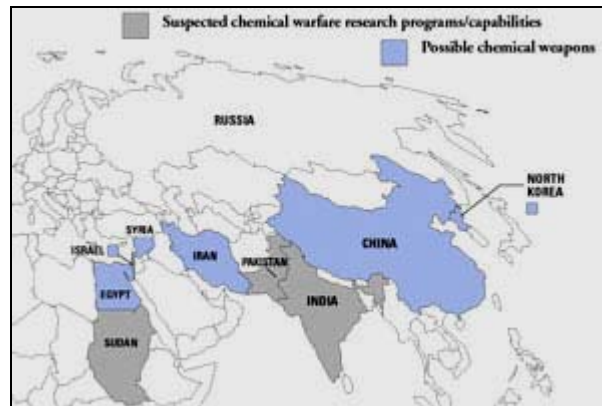 Suspected chemical warfare research programs/capabilities
Possible chemical weapons
RUSSIA
NORTH
KOREA
SYRIA
ISRAEL
IRAN
PAKISTAN
CHINA
EGYPT
INDIA
SUDAN